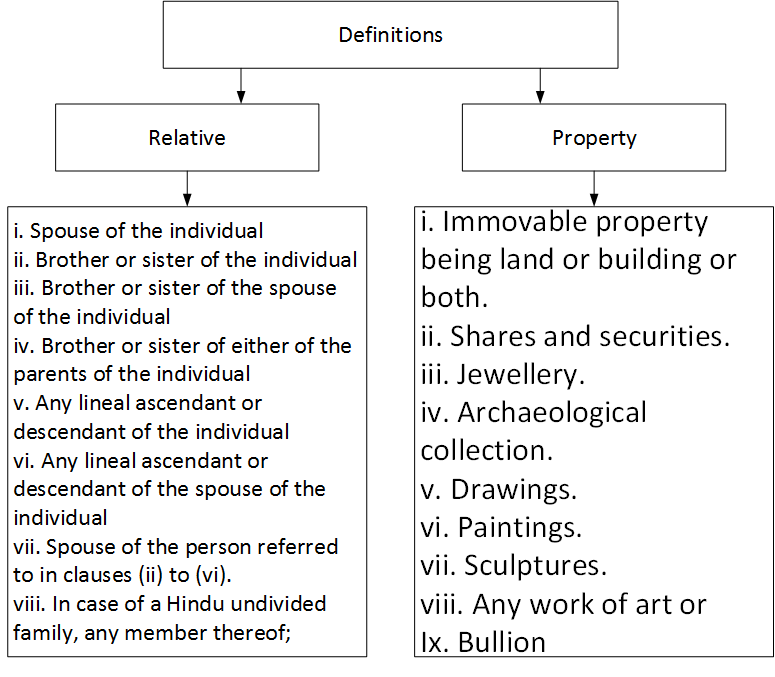 Definitions
Relative
Property
i. Spouse of the individual
ii. Brother or sister of the individual
iii. Brother or sister of the spouse
of the individual
iv. Brother or sister of either of the
parents of the individual
v. Any lineal ascendant or
descendant of the individual
vi. Any lineal ascendant or
descendant of the spouse of the
individual
vii. Spouse of the person referred
to in clauses (ii) to (vi).
viii. In case of a Hindu undivided
family, any member thereof;
i. Immovable property
being land or building or
both.
ii. Shares and securities.
iii. Jewellery.
iv. Archaeological
collection.
v. Drawings.
vi. Paintings.
vii. Sculptures.
viii. Any work of art or
Ix. Bullion